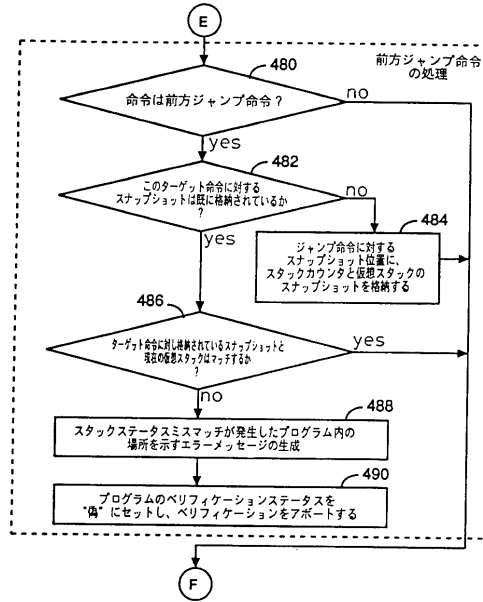 E
480
前方ジャンプ命令
の処理
命令は前方ジャンプ命令?
no
yes
482
このターゲット命令に対する
スナップショットは既に格納されているか
?
no
yes
484
ジャンプ命令に対する
スナップショット位置に、
スタックカウンタと仮想スタックの
スナップショットを格納する
486
ターゲット命令に対し格納されているスナップショットと
現在の仮想スタックはマッチするか
?
yes
no
488
スタックステータスミスマッチが発生したプログラム内の
場所を示すエラーメッセージの生成
490
プログラムのベリフィケーションステータスを
"偽"にセットし、ベリフィケーションをアボートする
F